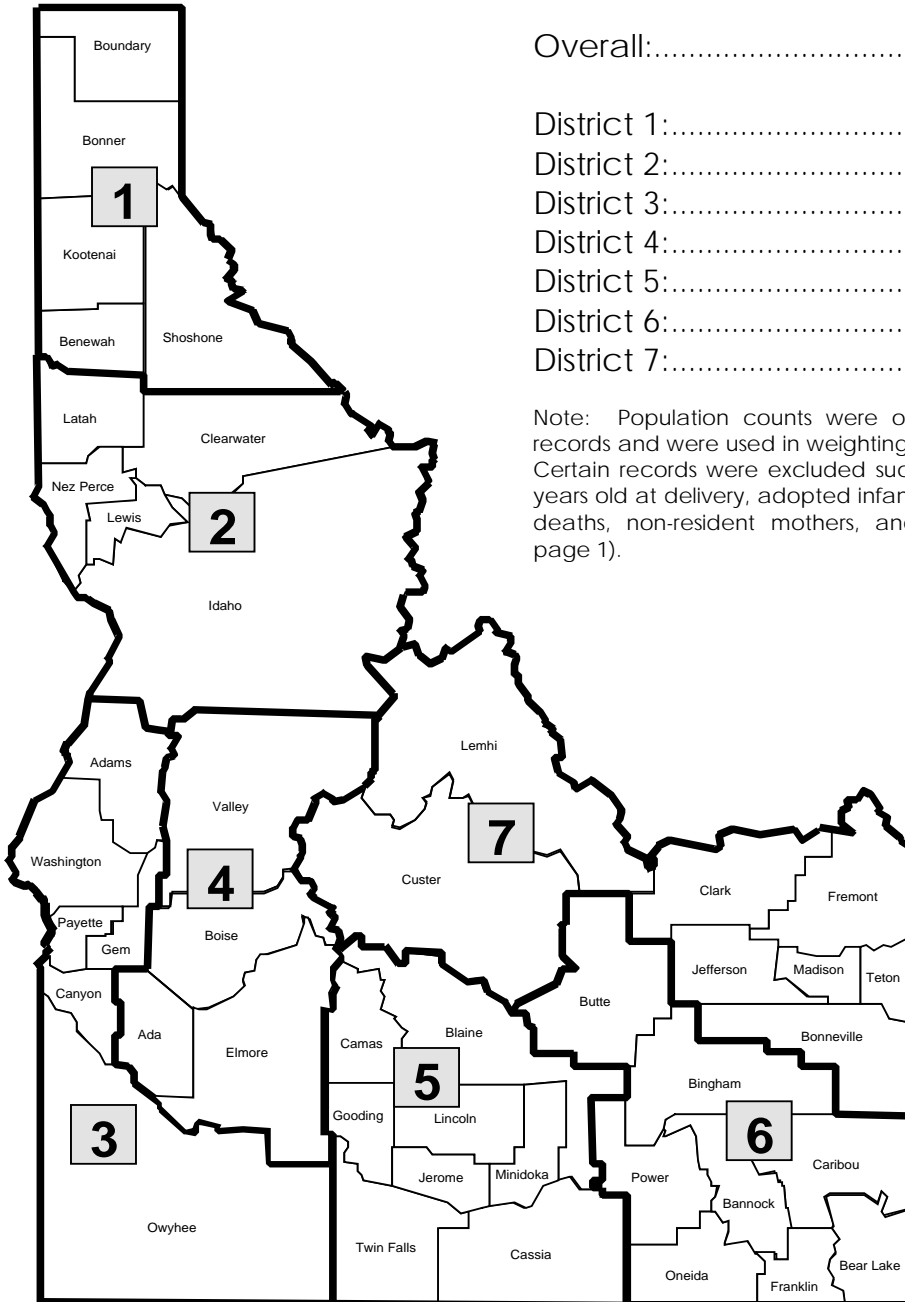 Overall:..............................
District 1:...........................
District 2:...........................
District 3:...........................
District 4:...........................
District 5:...........................
District 6:...........................
District 7:...........................
Note: Population counts were
records and were used in weighting
Certain records were excluded
years old at delivery, adopted
deaths, non-resident mothers,
page 1).
Boundary
Bonner
1
Kootenai
Benewah
Shoshone
Latah
Clearwater
Nez Perce
Lewis
2
Idaho
Adams
Lemhi
Valley
7
Washington
4
Custer
Clark
Fremont
Payette
Boise
Gem
Jefferson
Madison
Teton
Canyon
Butte
Ada
Camas
Blaine
Bonneville
Elmore
5
Bingham
3
Gooding
Lincoln
6
Jerome
Minidoka
Power
Caribou
Bannock
Owyhee
Twin Falls
Cassia
Oneida
Franklin
Bear Lake